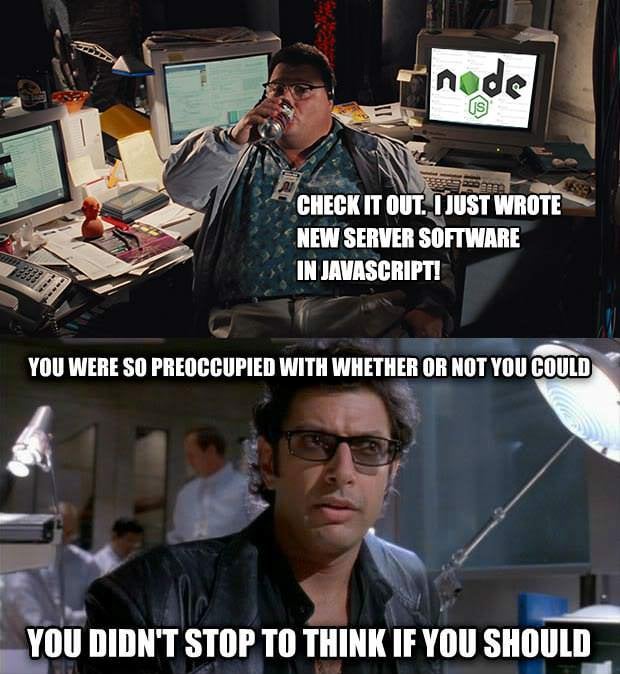 node
JS
CHECK IT OUT. I JUST WROTE
NEW SERVER SOFTWARE
IN JAVASCRIPT!
YOU WERE SO PREOCCUPIED WITH WHETHER OR NOT YOU COULD
YOU DIDN'T STOP TO THINK IF YOU SHOULD